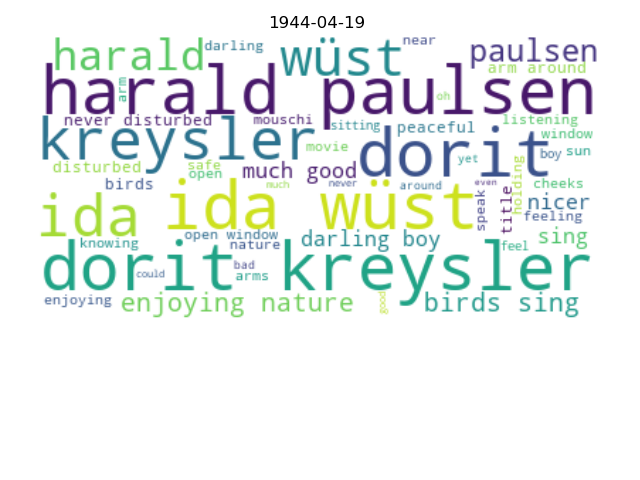 1944-04-19
harald darling wüst near paulsen
arm around
harald paulsen
arm oh
never disturbed mouschi sitting peaceful listening
kreysler movie dorit window
boy sun
disturbed safe much good yet
open
birds much never around even cheeks
ida ida wüst speak title holding nicer
feeling
knowing open window darling boy feel sing
nature
dorit kreysler
could bad
arms
enjoying enjoying nature good birds sing